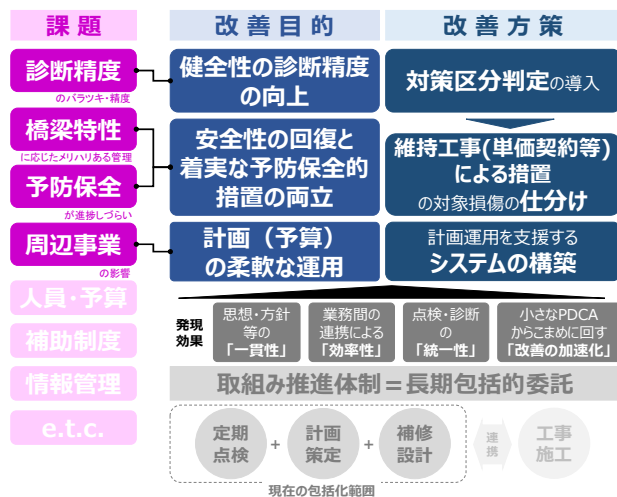 課題
改善目的
改善方策
診断精度
のバラツキ・精度
橋梁特性
に応じたメリハリある管理
予防保全
が進捗しづらい
周辺事業
の影響
人員・予算
補助制度
情報管理
e.t.c.
健全性の診断精度
の向上
安全性の回復と
着実な予防保全的
措置の両立
計画（予算）
の柔軟な運用
対策区分判定の導入
維持工事(単価契約等)
による措置
の対象損傷の仕分け
計画運用を支援する
システムの構築
発現
効果
思想・方針
等の
「一貫性」
業務間の
連携による
「効率性」
点検・診断
の
「統一性」
小さなPDCA
からこまめに回す
「改善の加速化」
取組み推進体制＝長期包括的委託
定期
点検
+
計画
策定
+
補修
設計
連
携
工事
施工
現在の包括化範囲